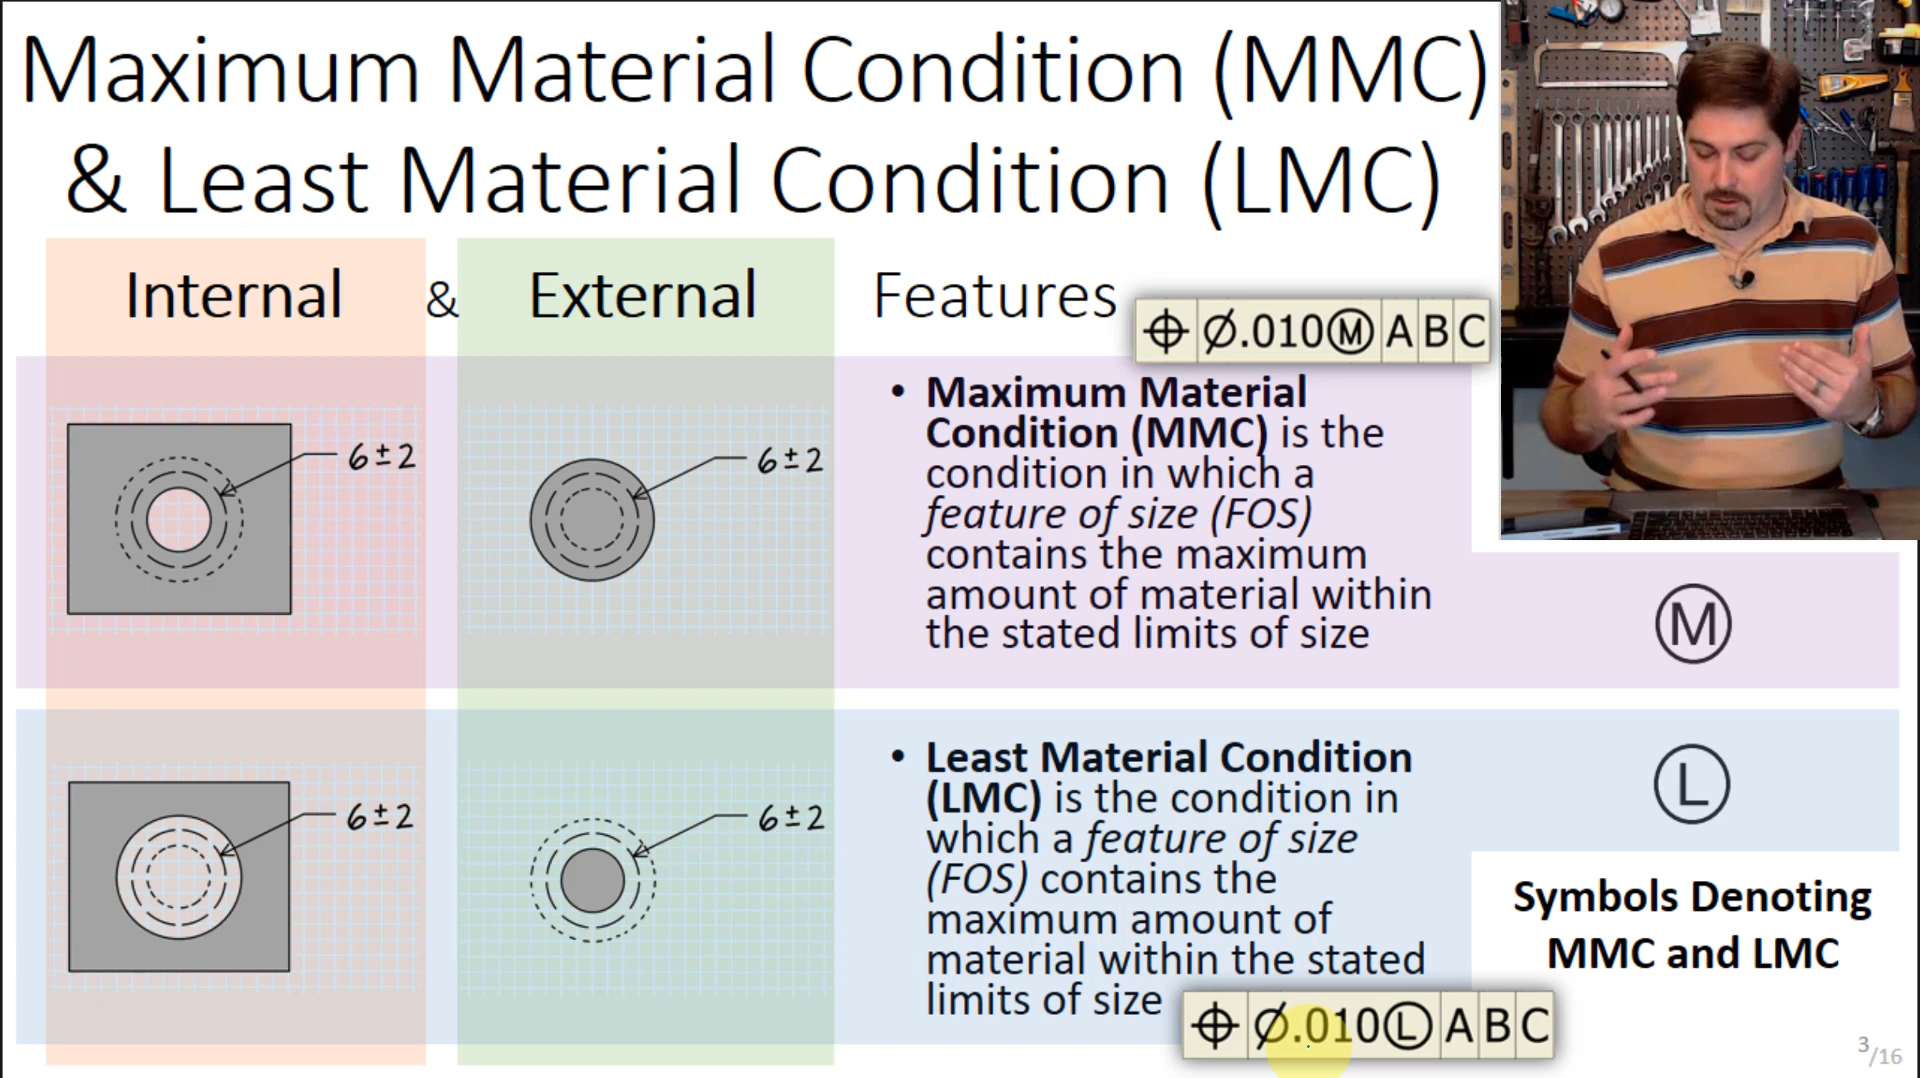 Maximum Material Condition (MMC)
& Least Material Condition (LMC)
Internal & External Features
⌖ ⌀.010Ⓜ A B C
6±2
6±2
• Maximum Material
Condition (MMC) is the
condition in which a
feature of size (FOS)
contains the maximum
amount of material within
the stated limits of size
Ⓜ
6±2
6±2
• Least Material Condition
(LMC) is the condition in
which a feature of size
(FOS) contains the
maximum amount of
material within the stated
limits of size
⌖ ⌀.010Ⓛ A B C
Ⓛ
Symbols Denoting
MMC and LMC
3/16